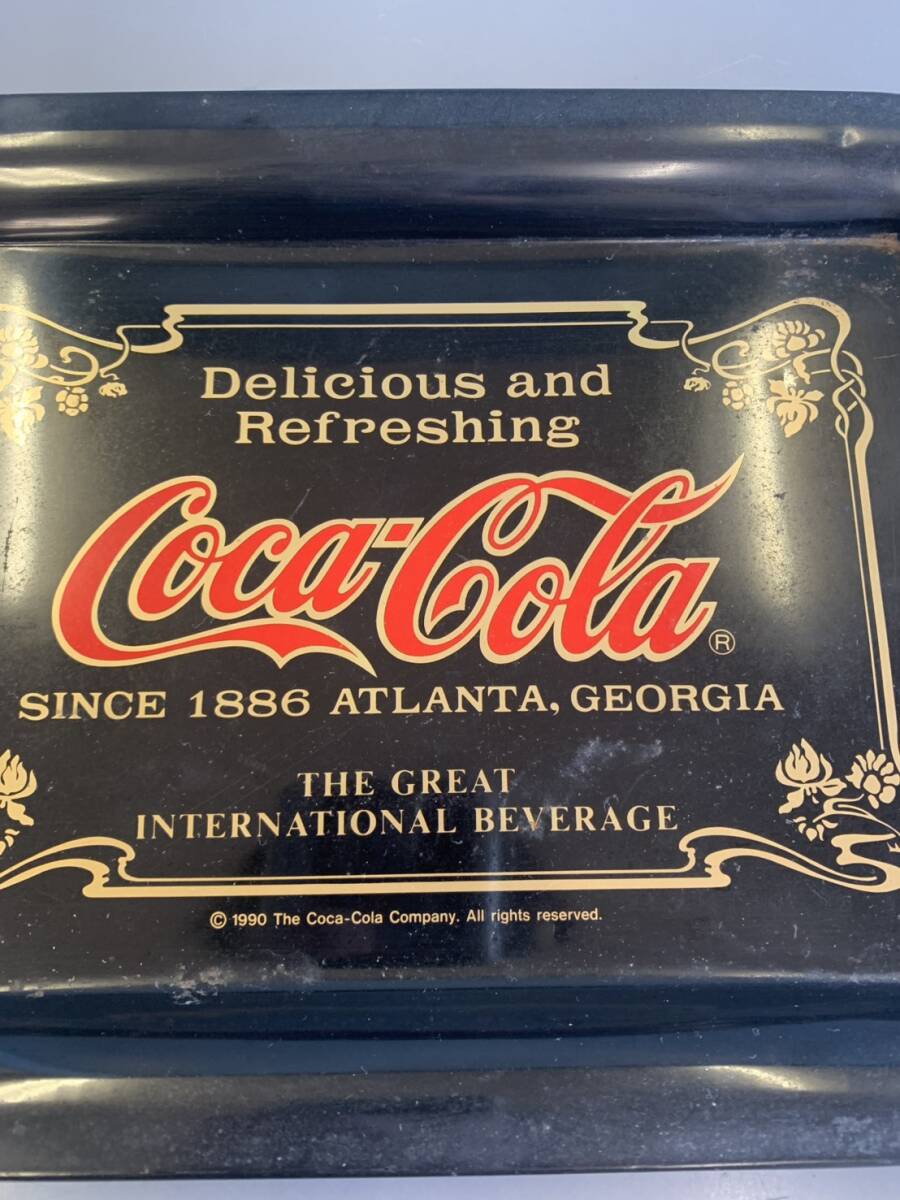 Delicious and
Refreshing
Coca-Cola ®
SINCE 1886 ATLANTA, GEORGIA
THE GREAT
INTERNATIONAL BEVERAGE
© 1990 The Coca-Cola Company. All rights reserved.